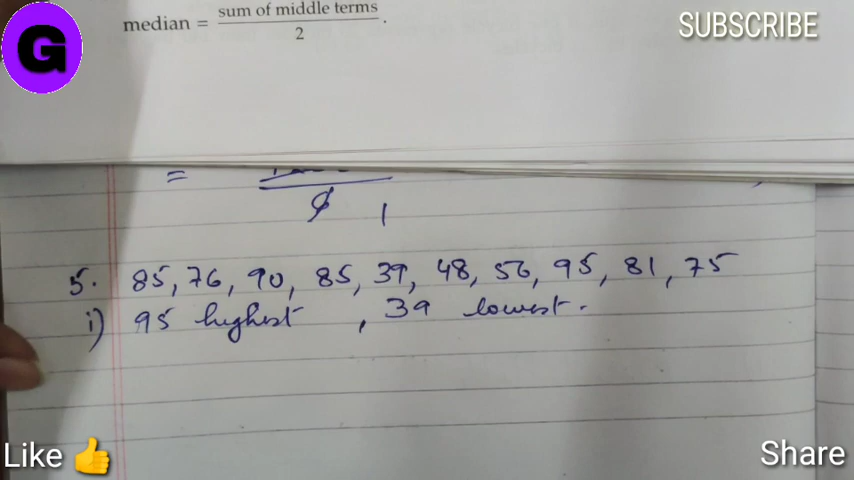 G
SUBSCRIBE
median = sum of middle terms / 2 .
=
1
5. 85, 76, 90, 85, 39, 48, 56, 95, 81, 75
i) 95 highest , 39 lowest.
Like 👍
Share